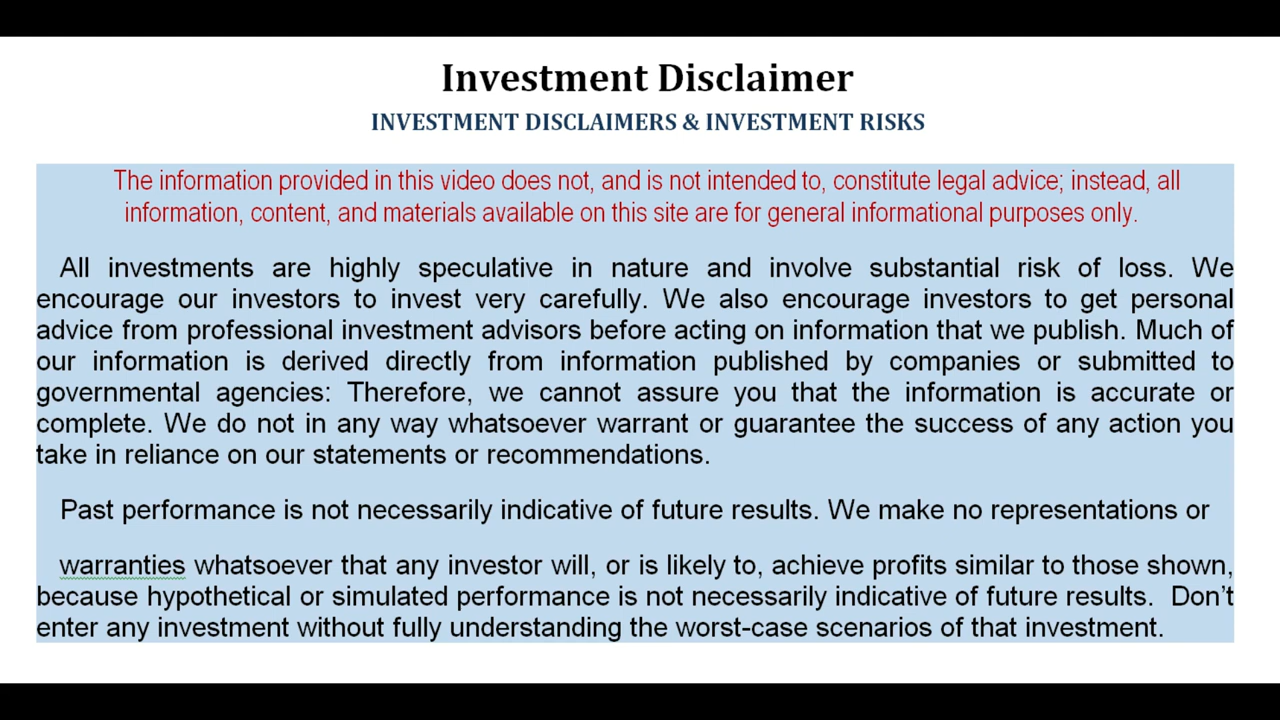 Investment Disclaimer
INVESTMENT DISCLAIMERS & INVESTMENT RISKS
The information provided in this video does not, and is not intended to, constitute legal advice; instead, all
information, content, and materials available on this site are for general informational purposes only.
All investments are highly speculative in nature and involve substantial risk of loss. We
encourage our investors to invest very carefully. We also encourage investors to get personal
advice from professional investment advisors before acting on information that we publish. Much of
our information is derived directly from information published by companies or submitted to
governmental agencies: Therefore, we cannot assure you that the information is accurate or
complete. We do not in any way whatsoever warrant or guarantee the success of any action you
take in reliance on our statements or recommendations.
Past performance is not necessarily indicative of future results. We make no representations or
warranties whatsoever that any investor will, or is likely to, achieve profits similar to those shown,
because hypothetical or simulated performance is not necessarily indicative of future results.  Don’t
enter any investment without fully understanding the worst-case scenarios of that investment.